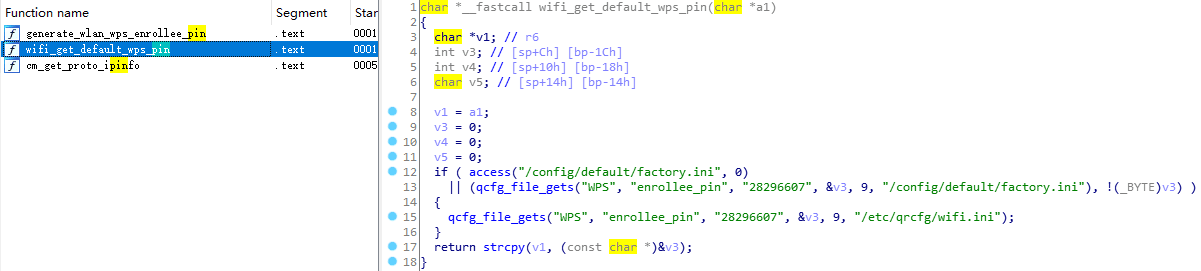 Function name Segment Star
f generate_wlan_wps_enrollee_pin .text 0001
f wifi_get_default_wps_pin .text 0001
f cm_get_proto_ipinfo .text 0005
1 char *__fastcall wifi_get_default_wps_pin(char *a1)
2 {
3 char *v1; // r6
4 int v3; // [sp+Ch] [bp-1Ch]
5 int v4; // [sp+10h] [bp-18h]
6 char v5; // [sp+14h] [bp-14h]
7
8 v1 = a1;
9 v3 = 0;
10 v4 = 0;
11 v5 = 0;
12 if ( access("/config/default/factory.ini", 0)
13 || (qcfg_file_gets("WPS", "enrollee_pin", "28296607", &v3, 9, "/config/default/factory.ini"), !(_BYTE)v3) )
14 {
15 qcfg_file_gets("WPS", "enrollee_pin", "28296607", &v3, 9, "/etc/qrcfg/wifi.ini");
16 }
17 return strcpy(v1, (const char *)&v3);
18 }